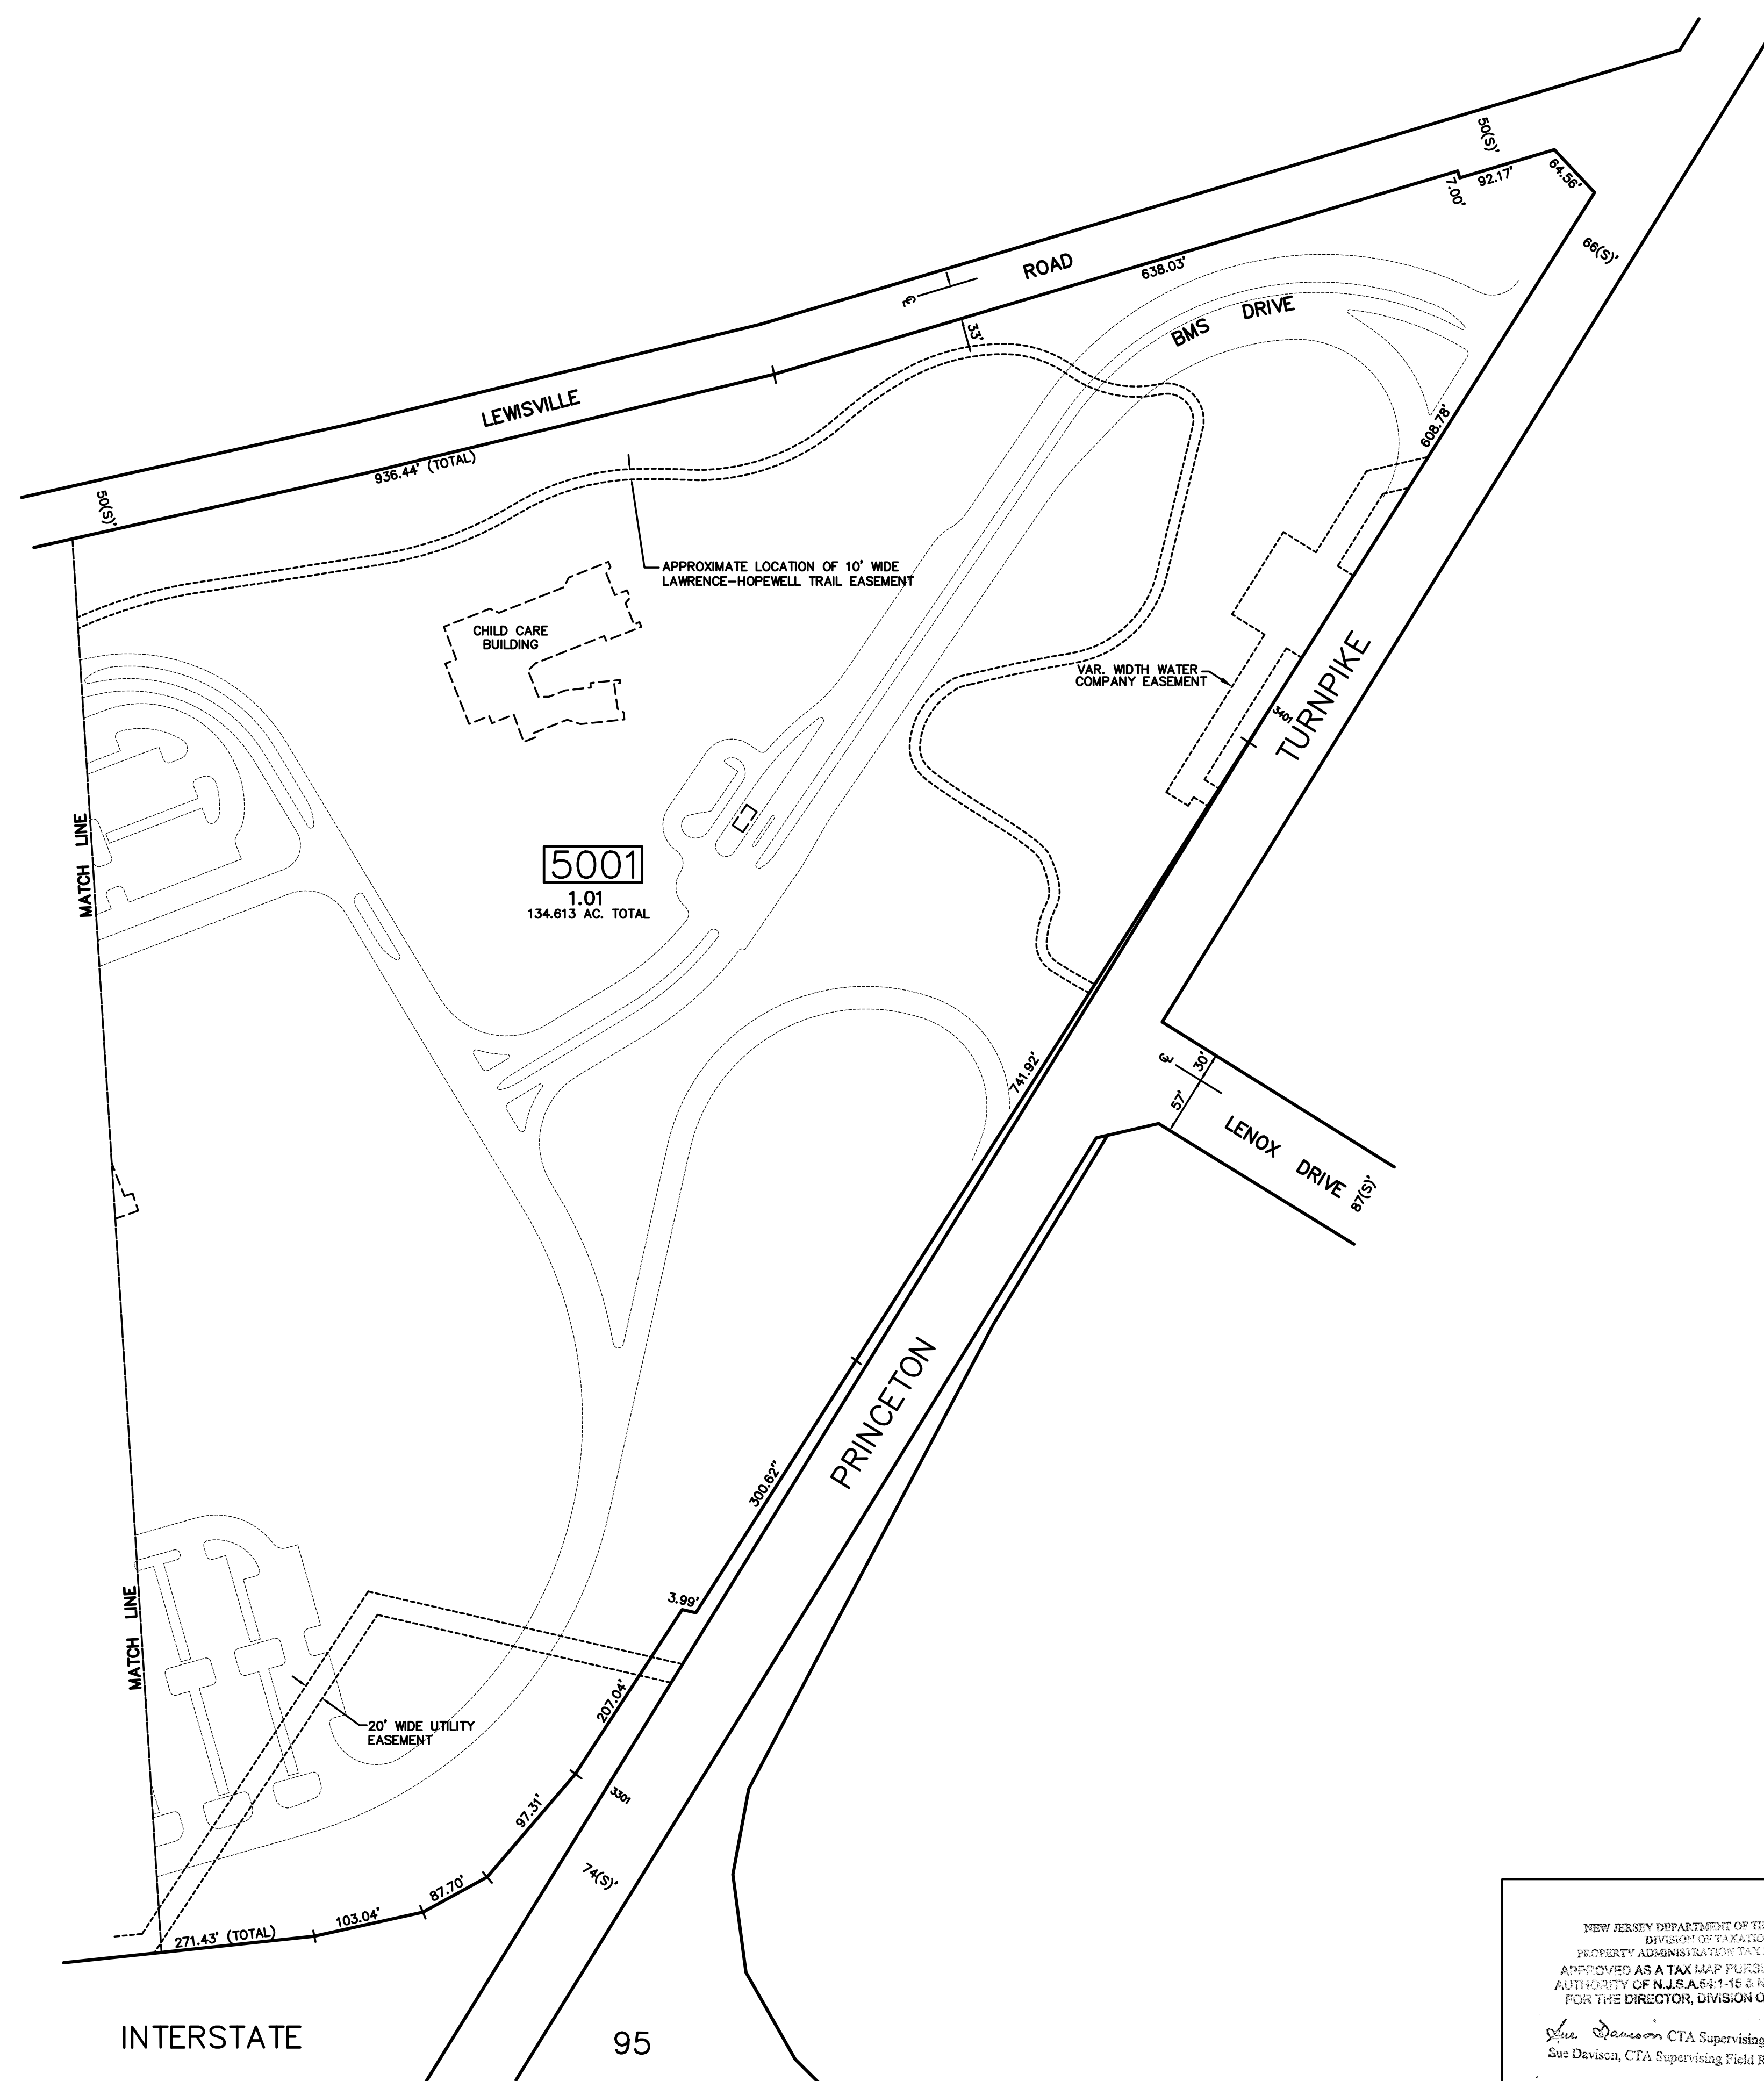 50(S)'
92.17'
7.00'
64.56'
66(S)'
ROAD
638.03'
33'
BMS DRIVE
LEWISVILLE
936.44' (TOTAL)
50(S)'
608.78'
APPROXIMATE LOCATION OF 10' WIDE
LAWRENCE-HOPEWELL TRAIL EASEMENT
CHILD CARE
BUILDING
VAR. WIDTH WATER
COMPANY EASEMENT
3401
TURNPIKE
MATCH LINE
5001
1.01
134.613 AC. TOTAL
741.92'
30'
57'
LENOX DRIVE
87(S)'
PRINCETON
300.62"
3.99'
MATCH LINE
207.04'
20' WIDE UTILITY
EASEMENT
97.31'
3301
74(S)'
87.70'
103.04'
271.43' (TOTAL)
INTERSTATE 95
NEW JERSEY DEPARTMENT OF
DIVISION OF
PROPERTY ADMINISTRATION TAX
APPROVED AS A TAX MAP
AUTHORITY OF N.J.S.A.54:1-15 &
FOR THE DIRECTOR, DIVISION
Sue Davison CTA Supervising
Sue Davison, CTA Supervising Field